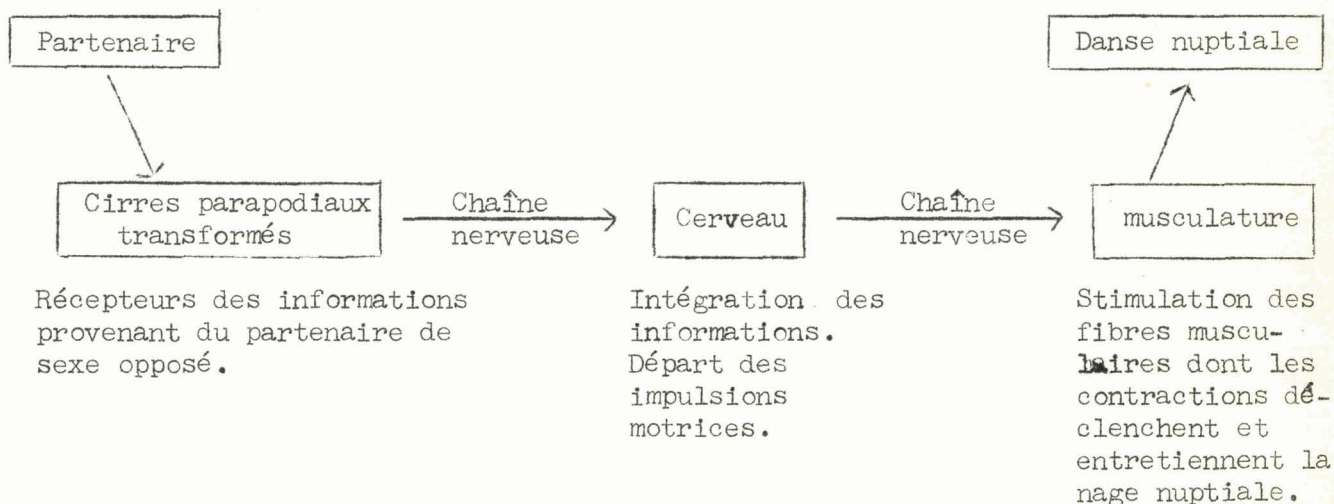 Partenaire
Danse nuptiale
Cirres parapodiaux
transformés
Chaîne
nerveuse
Cerveau
Chaîne
nerveuse
musculature
Récepteurs des informations
provenant du partenaire de
sexe opposé.
Intégration des
informations.
Départ des
impulsions
motrices.
Stimulation des
fibres muscu-
laires dont les
contractions dé-
clenchent et
entretiennent la
nage nuptiale.